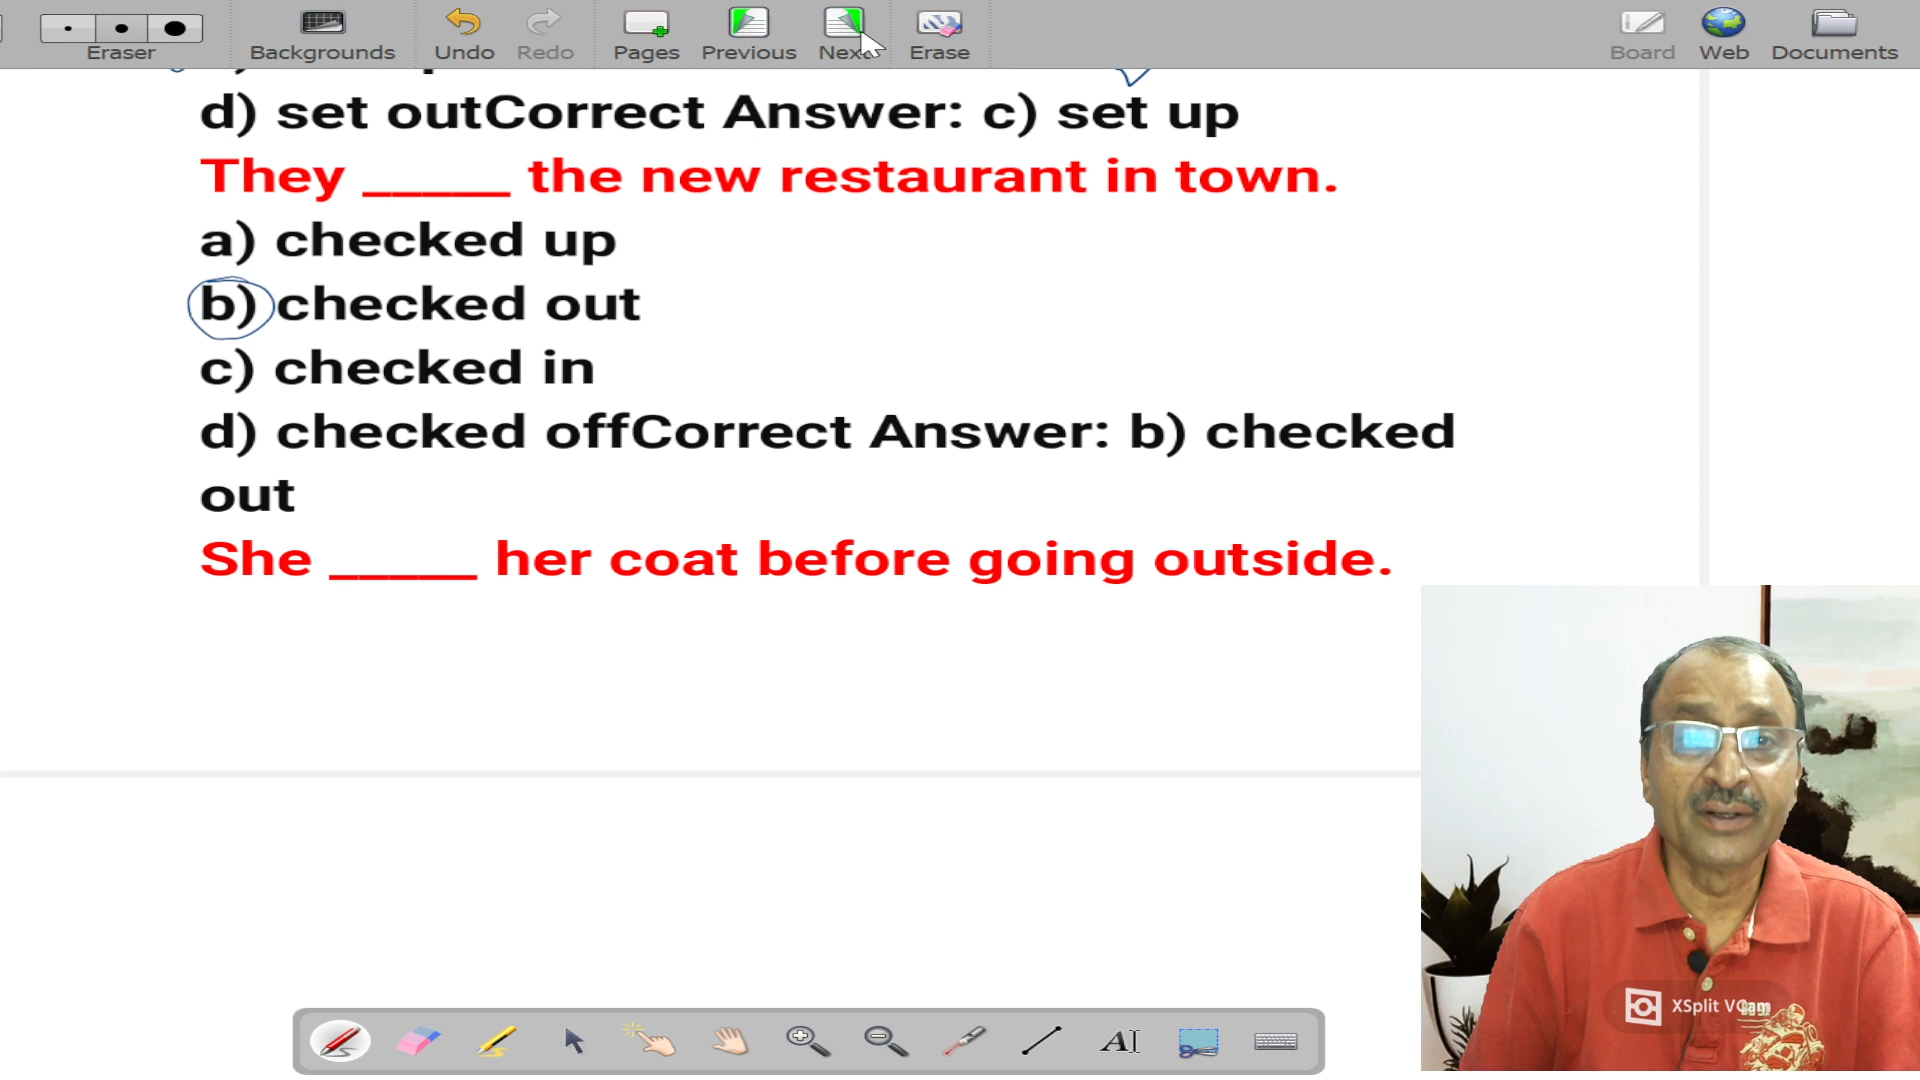 Eraser
Backgrounds
Undo
Redo
Pages
Previous
Next
Erase
Board
Web
Documents
d) set outCorrect Answer: c) set up
They _____ the new restaurant in town.
a) checked up
b) checked out
c) checked in
d) checked offCorrect Answer: b) checked
out
She _____ her coat before going outside.
XSplit VCam